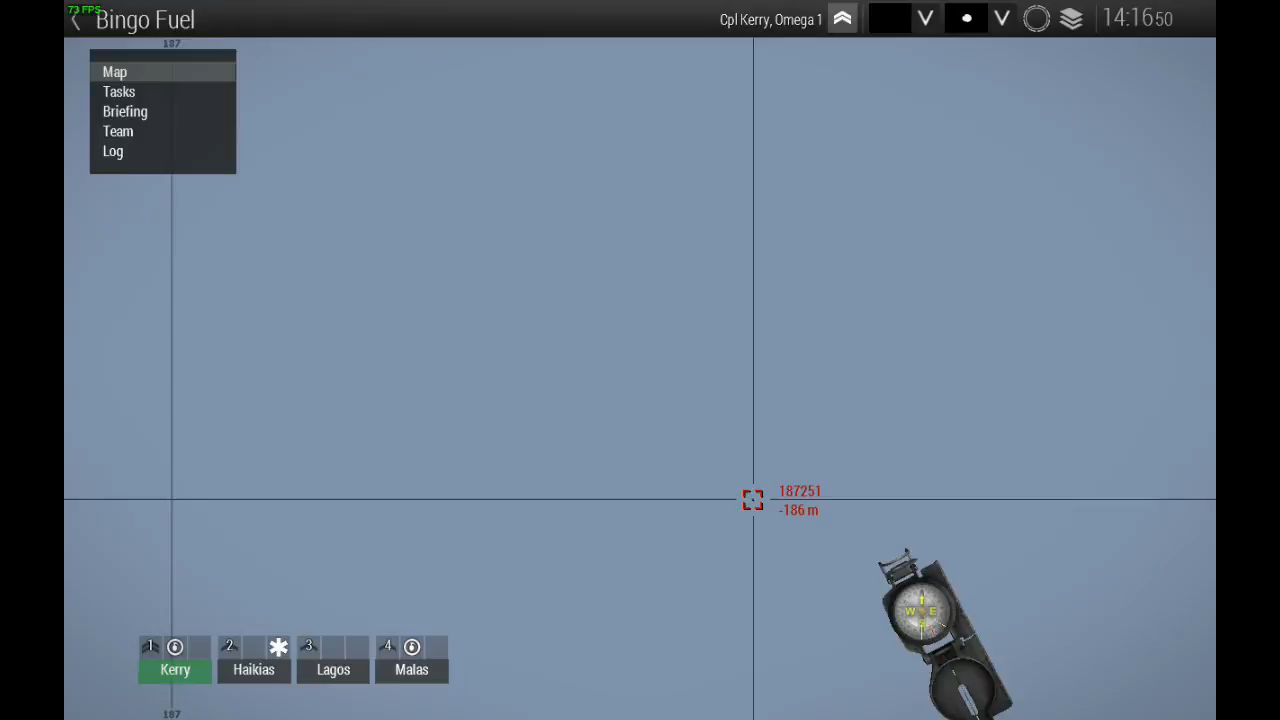 73 FPS
Bingo Fuel
Cpl Kerry, Omega 1
14:16 50
187
Map
Tasks
Briefing
Team
Log
187251
-186 m
W E
1 2 3 4
Kerry Haikias Lagos Malas
187